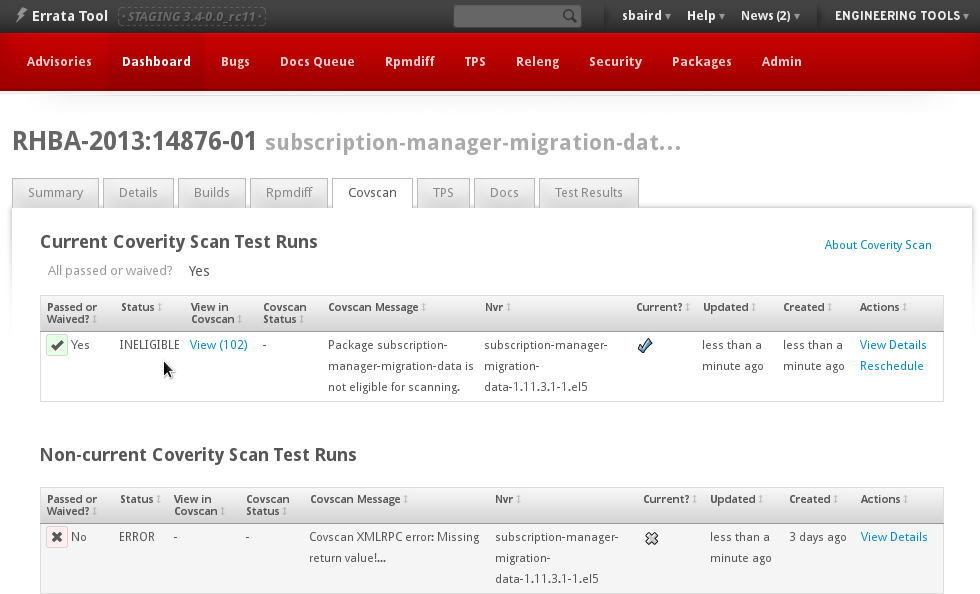 Errata Tool · STAGING 3.4-0.0_rc11 · sbaird Help News (2) ENGINEERING TOOLS
Advisories Dashboard Bugs Docs Queue Rpmdiff TPS Releng Security Packages Admin
RHBA-2013:14876-01 subscription-manager-migration-dat...
Summary Details Builds Rpmdiff Covscan TPS Docs Test Results
Current Coverity Scan Test Runs
About Coverity Scan
All passed or waived? Yes
Passed or Waived? Status View in Covscan Covscan Status Covscan Message Nvr Current? Updated Created Actions
Yes INELIGIBLE View (102) - Package subscription- subscription-manager- less than a less than a View Details
manager-migration-data is migration- minute ago minute ago Reschedule
not eligible for scanning. data-1.11.3.1-1.el5
Non-current Coverity Scan Test Runs
Passed or Waived? Status View in Covscan Covscan Status Covscan Message Nvr Current? Updated Created Actions
No ERROR - - Covscan XMLRPC error: Missing subscription-manager- less than a 3 days ago View Details
return value!... migration- minute ago
data-1.11.3.1-1.el5